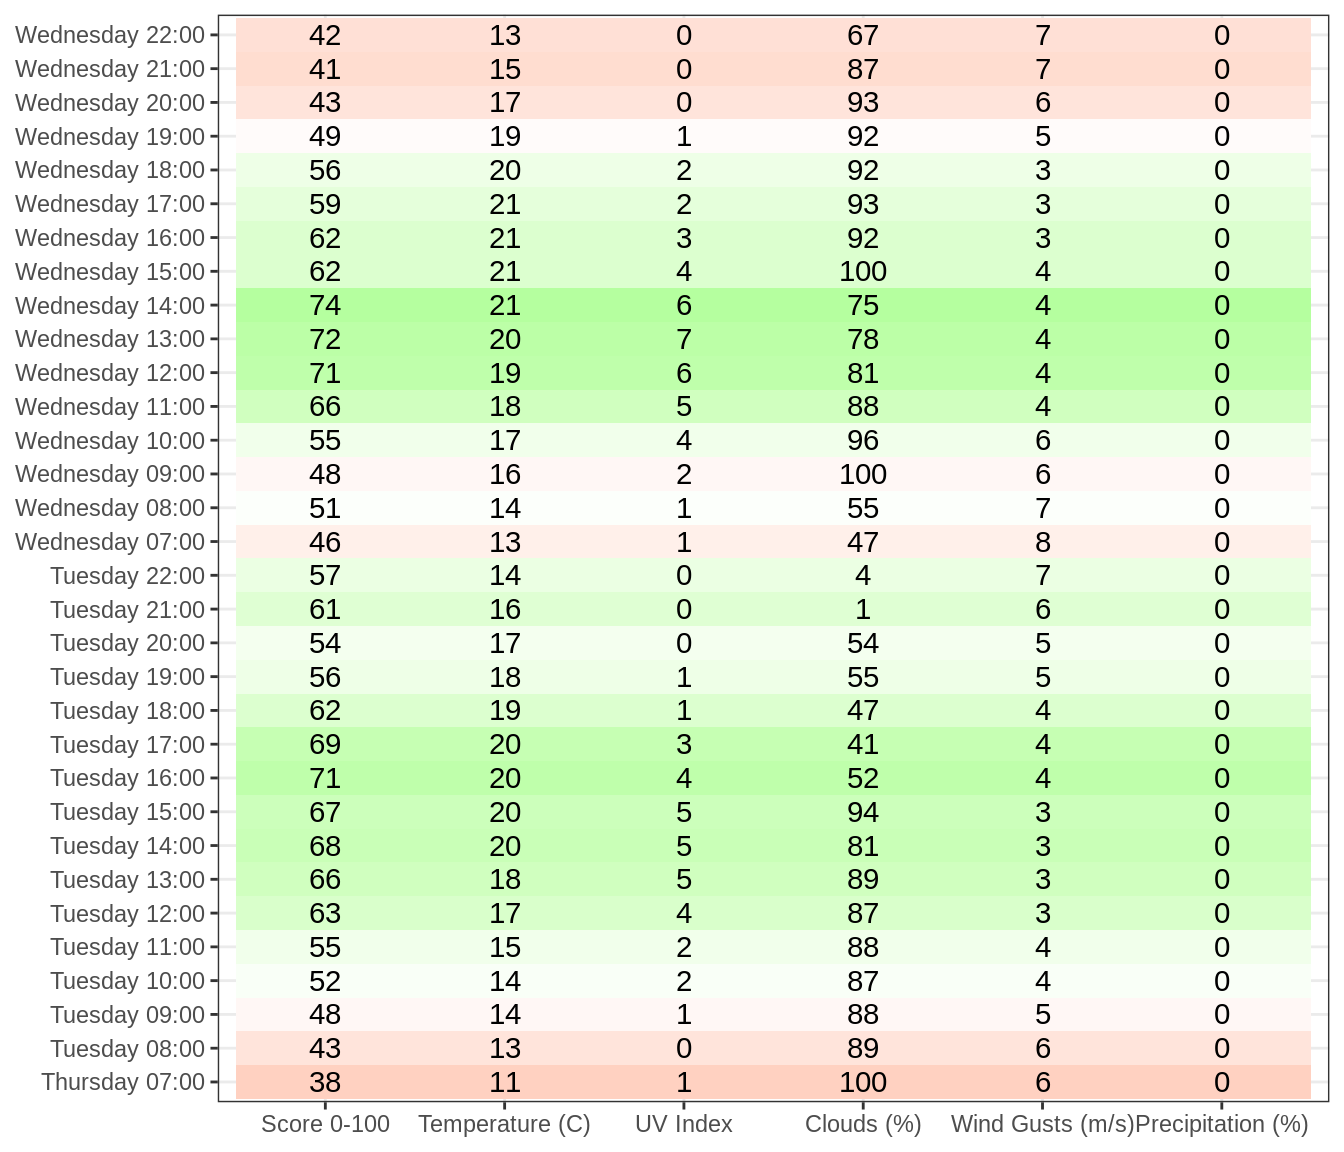 Wednesday 22:00 42 13 0 67 7 0
Wednesday 21:00 41 15 0 87 7 0
Wednesday 20:00 43 17 0 93 6 0
Wednesday 19:00 49 19 1 92 5 0
Wednesday 18:00 56 20 2 92 3 0
Wednesday 17:00 59 21 2 93 3 0
Wednesday 16:00 62 21 3 92 3 0
Wednesday 15:00 62 21 4 100 4 0
Wednesday 14:00 74 21 6 75 4 0
Wednesday 13:00 72 20 7 78 4 0
Wednesday 12:00 71 19 6 81 4 0
Wednesday 11:00 66 18 5 88 4 0
Wednesday 10:00 55 17 4 96 6 0
Wednesday 09:00 48 16 2 100 6 0
Wednesday 08:00 51 14 1 55 7 0
Wednesday 07:00 46 13 1 47 8 0
Tuesday 22:00 57 14 0 4 7 0
Tuesday 21:00 61 16 0 1 6 0
Tuesday 20:00 54 17 0 54 5 0
Tuesday 19:00 56 18 1 55 5 0
Tuesday 18:00 62 19 1 47 4 0
Tuesday 17:00 69 20 3 41 4 0
Tuesday 16:00 71 20 4 52 4 0
Tuesday 15:00 67 20 5 94 3 0
Tuesday 14:00 68 20 5 81 3 0
Tuesday 13:00 66 18 5 89 3 0
Tuesday 12:00 63 17 4 87 3 0
Tuesday 11:00 55 15 2 88 4 0
Tuesday 10:00 52 14 2 87 4 0
Tuesday 09:00 48 14 1 88 5 0
Tuesday 08:00 43 13 0 89 6 0
Thursday 07:00 38 11 1 100 6 0
Score 0-100 Temperature (C) UV Index Clouds (%) Wind Gusts (m/s) Precipitation (%)